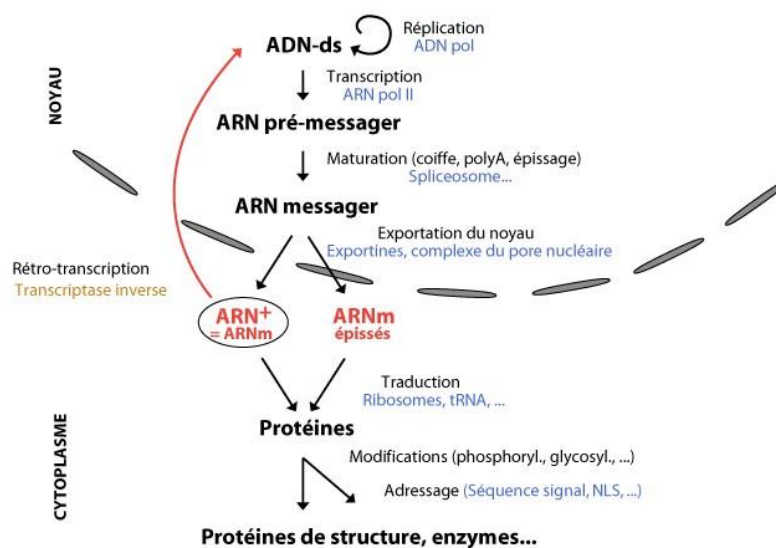 Réplication
ADN-ds
ADN pol
NOYAU
Transcription
ARN pol II
ARN pré-messager
Maturation (coiffe, polyA, épissage)
Spliceosome...
ARN messager
Exportation du noyau
Exportines, complexe du pore nucléaire
Rétro-transcription
Transcriptase inverse
ARN+
= ARNm
ARNm
épissés
Traduction
Ribosomes, tRNA, ...
Protéines
CYTOPLASME
Modifications (phosphoryl., glycosyl., ...)
Adressage (Séquence signal, NLS, ...)
Protéines de structure, enzymes...